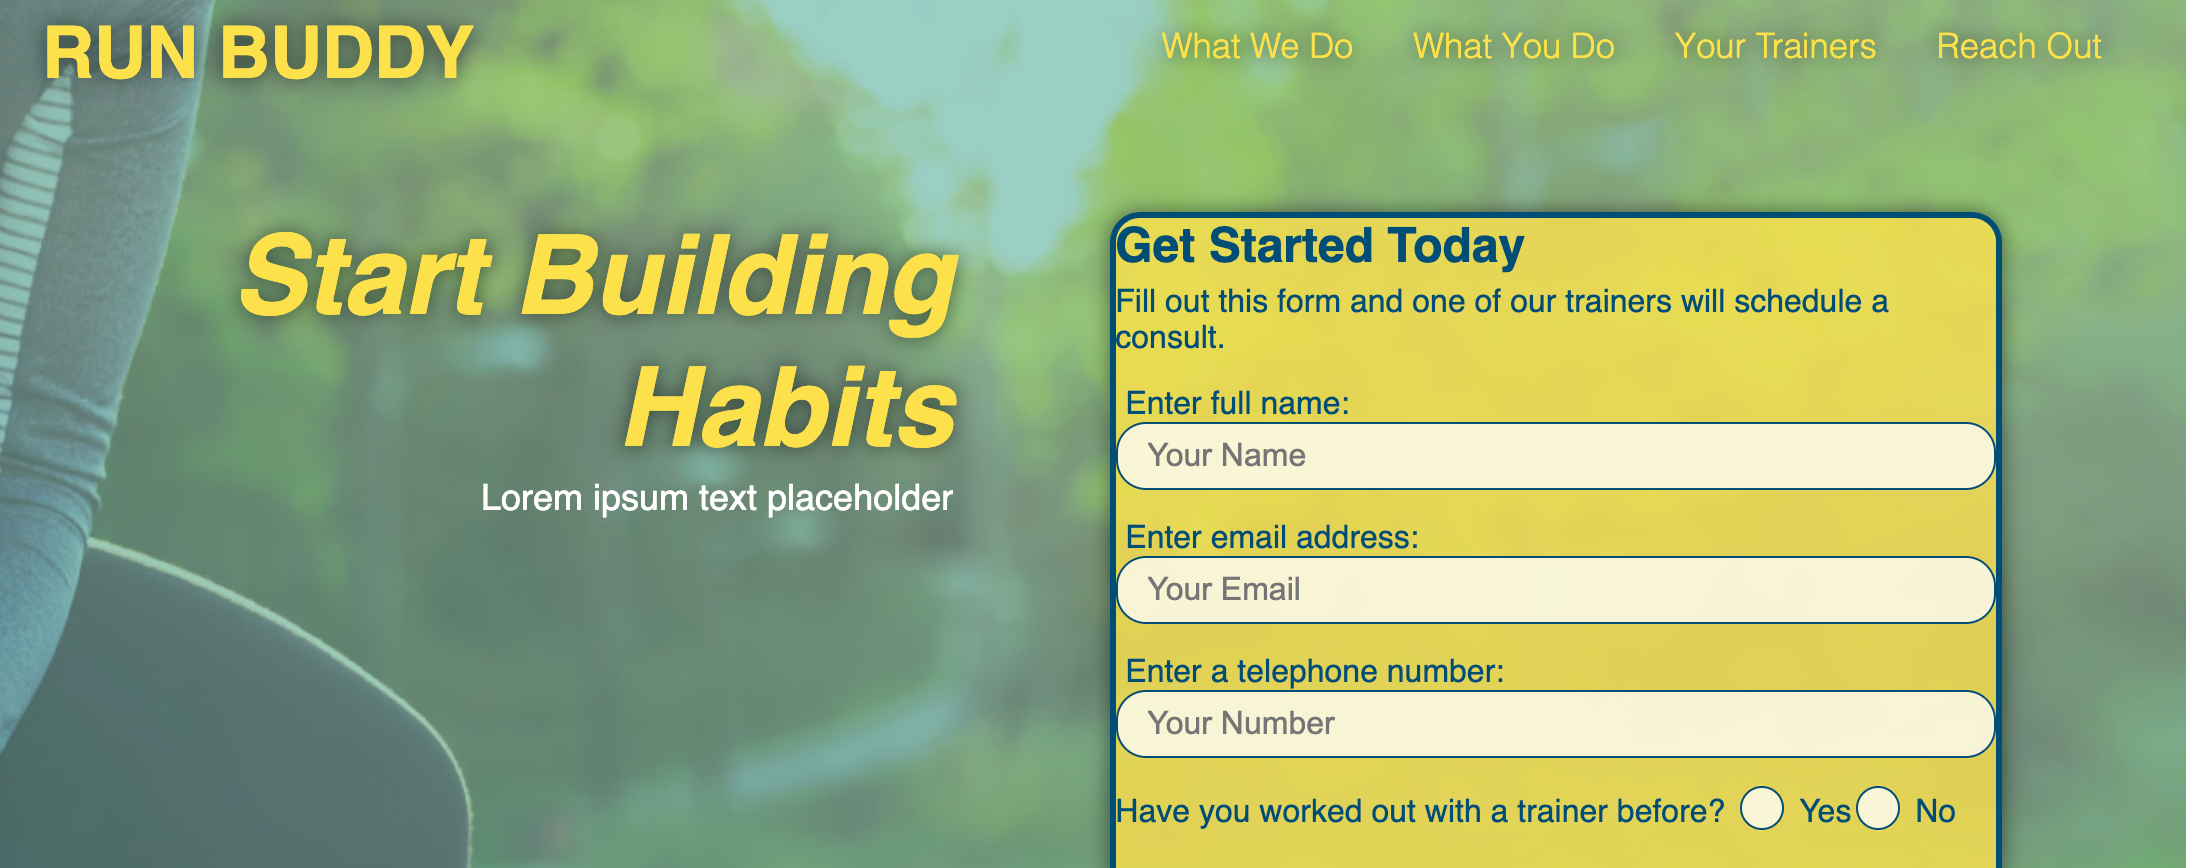 RUN BUDDY
What We Do
What You Do
Your Trainers
Reach Out
Start Building
Habits
Lorem ipsum text placeholder
Get Started Today
Fill out this form and one of our trainers will schedule a
consult.
Enter full name:
Your Name
Enter email address:
Your Email
Enter a telephone number:
Your Number
Have you worked out with a trainer before? Yes No